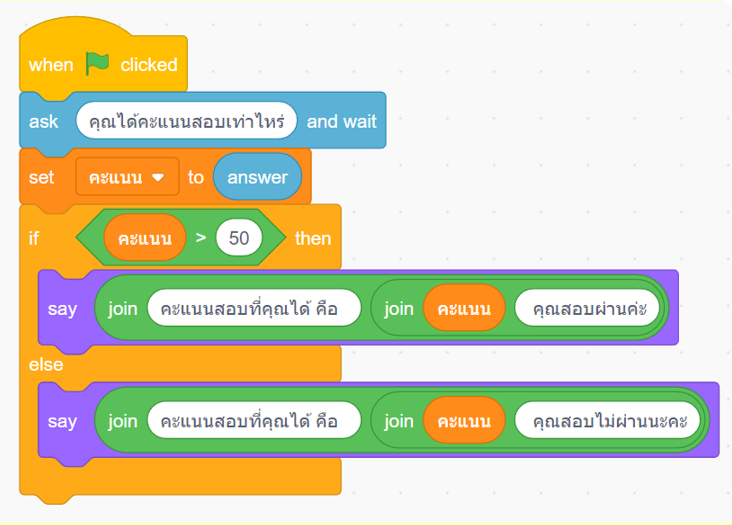 when clicked
ask คุณได้คะแนนสอบเท่าไหร่ and wait
set คะแนน to answer
if คะแนน > 50 then
say join คะแนนสอบที่คุณได้ คือ join คะแนน คุณสอบผ่านค่ะ
else
say join คะแนนสอบที่คุณได้ คือ join คะแนน คุณสอบไม่ผ่านนะคะ